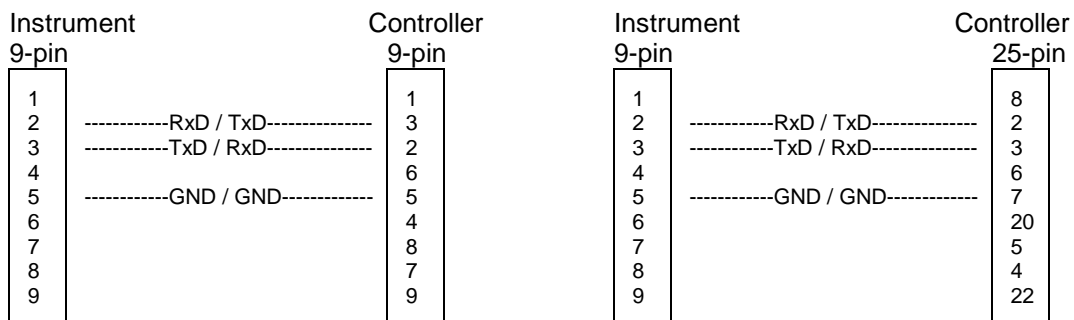 Instrument Controller Instrument Controller
9-pin 9-pin 9-pin 25-pin
1 1 1 8
2 ------------RxD / TxD--------------- 3 2 ------------RxD / TxD--------------- 2
3 ------------TxD / RxD--------------- 2 3 ------------TxD / RxD--------------- 3
4 6 4 6
5 ------------GND / GND------------- 5 5 ------------GND / GND------------- 7
6 4 6 20
7 8 7 5
8 7 8 4
9 9 9 22